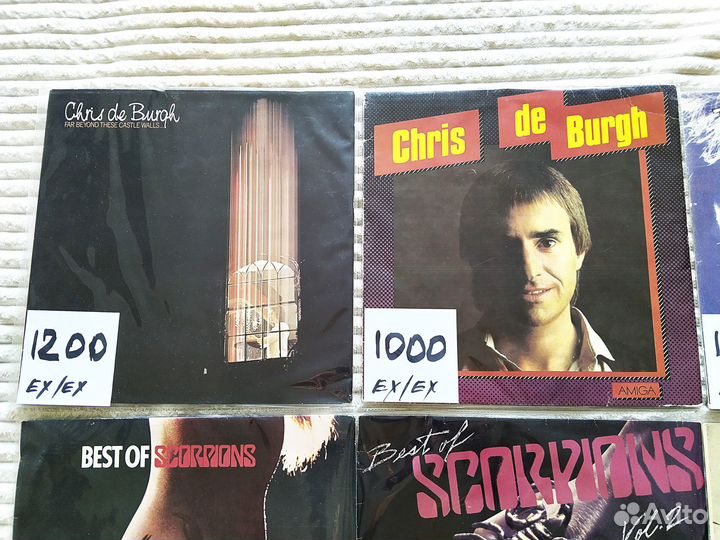 Chris de Burgh
FAR BEYOND THESE CASTLE WALLS...
Chris de Burgh
1200
EX/EX
1000
EX/EX
AMIGA
BEST OF SCORPIONS
Best of
SCORPIONS
Vol. 2
Avito